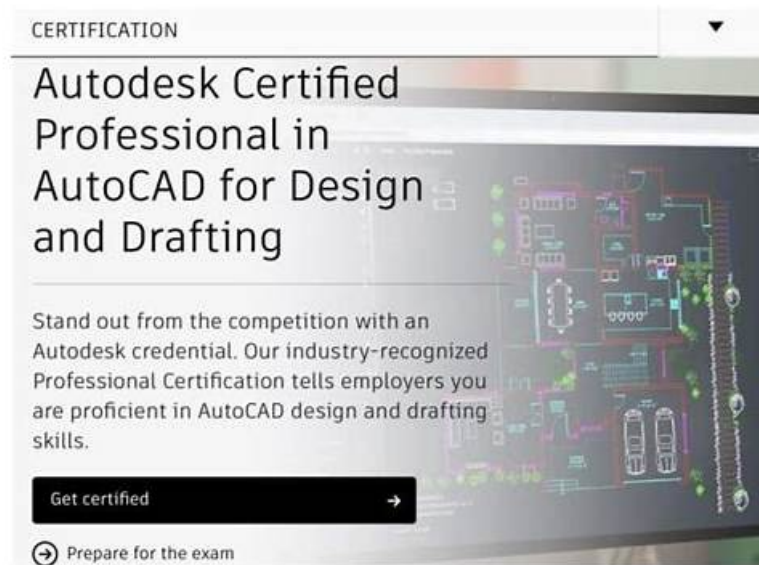 CERTIFICATION
Autodesk Certified
Professional in
AutoCAD for Design
and Drafting
Stand out from the competition with an
Autodesk credential. Our industry-recognized
Professional Certification tells employers you
are proficient in AutoCAD design and drafting
skills.
Get certified
Prepare for the exam